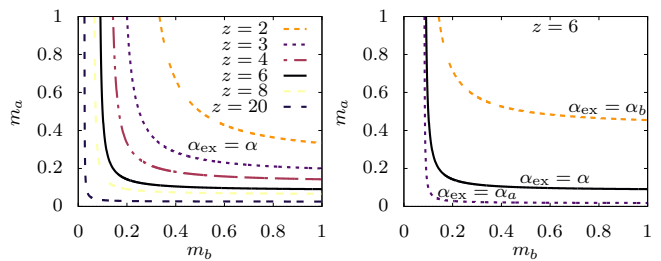 1
0.8
0.6
0.4
0.2
0
0 0.2 0.4 0.6 0.8 1
m_a
m_b
z = 2
z = 3
z = 4
z = 6
z = 8
z = 20
α_ex = α
1
0.8
0.6
0.4
0.2
0
0 0.2 0.4 0.6 0.8 1
m_a
m_b
z = 6
α_ex = α_b
α_ex = α
α_ex = α_a